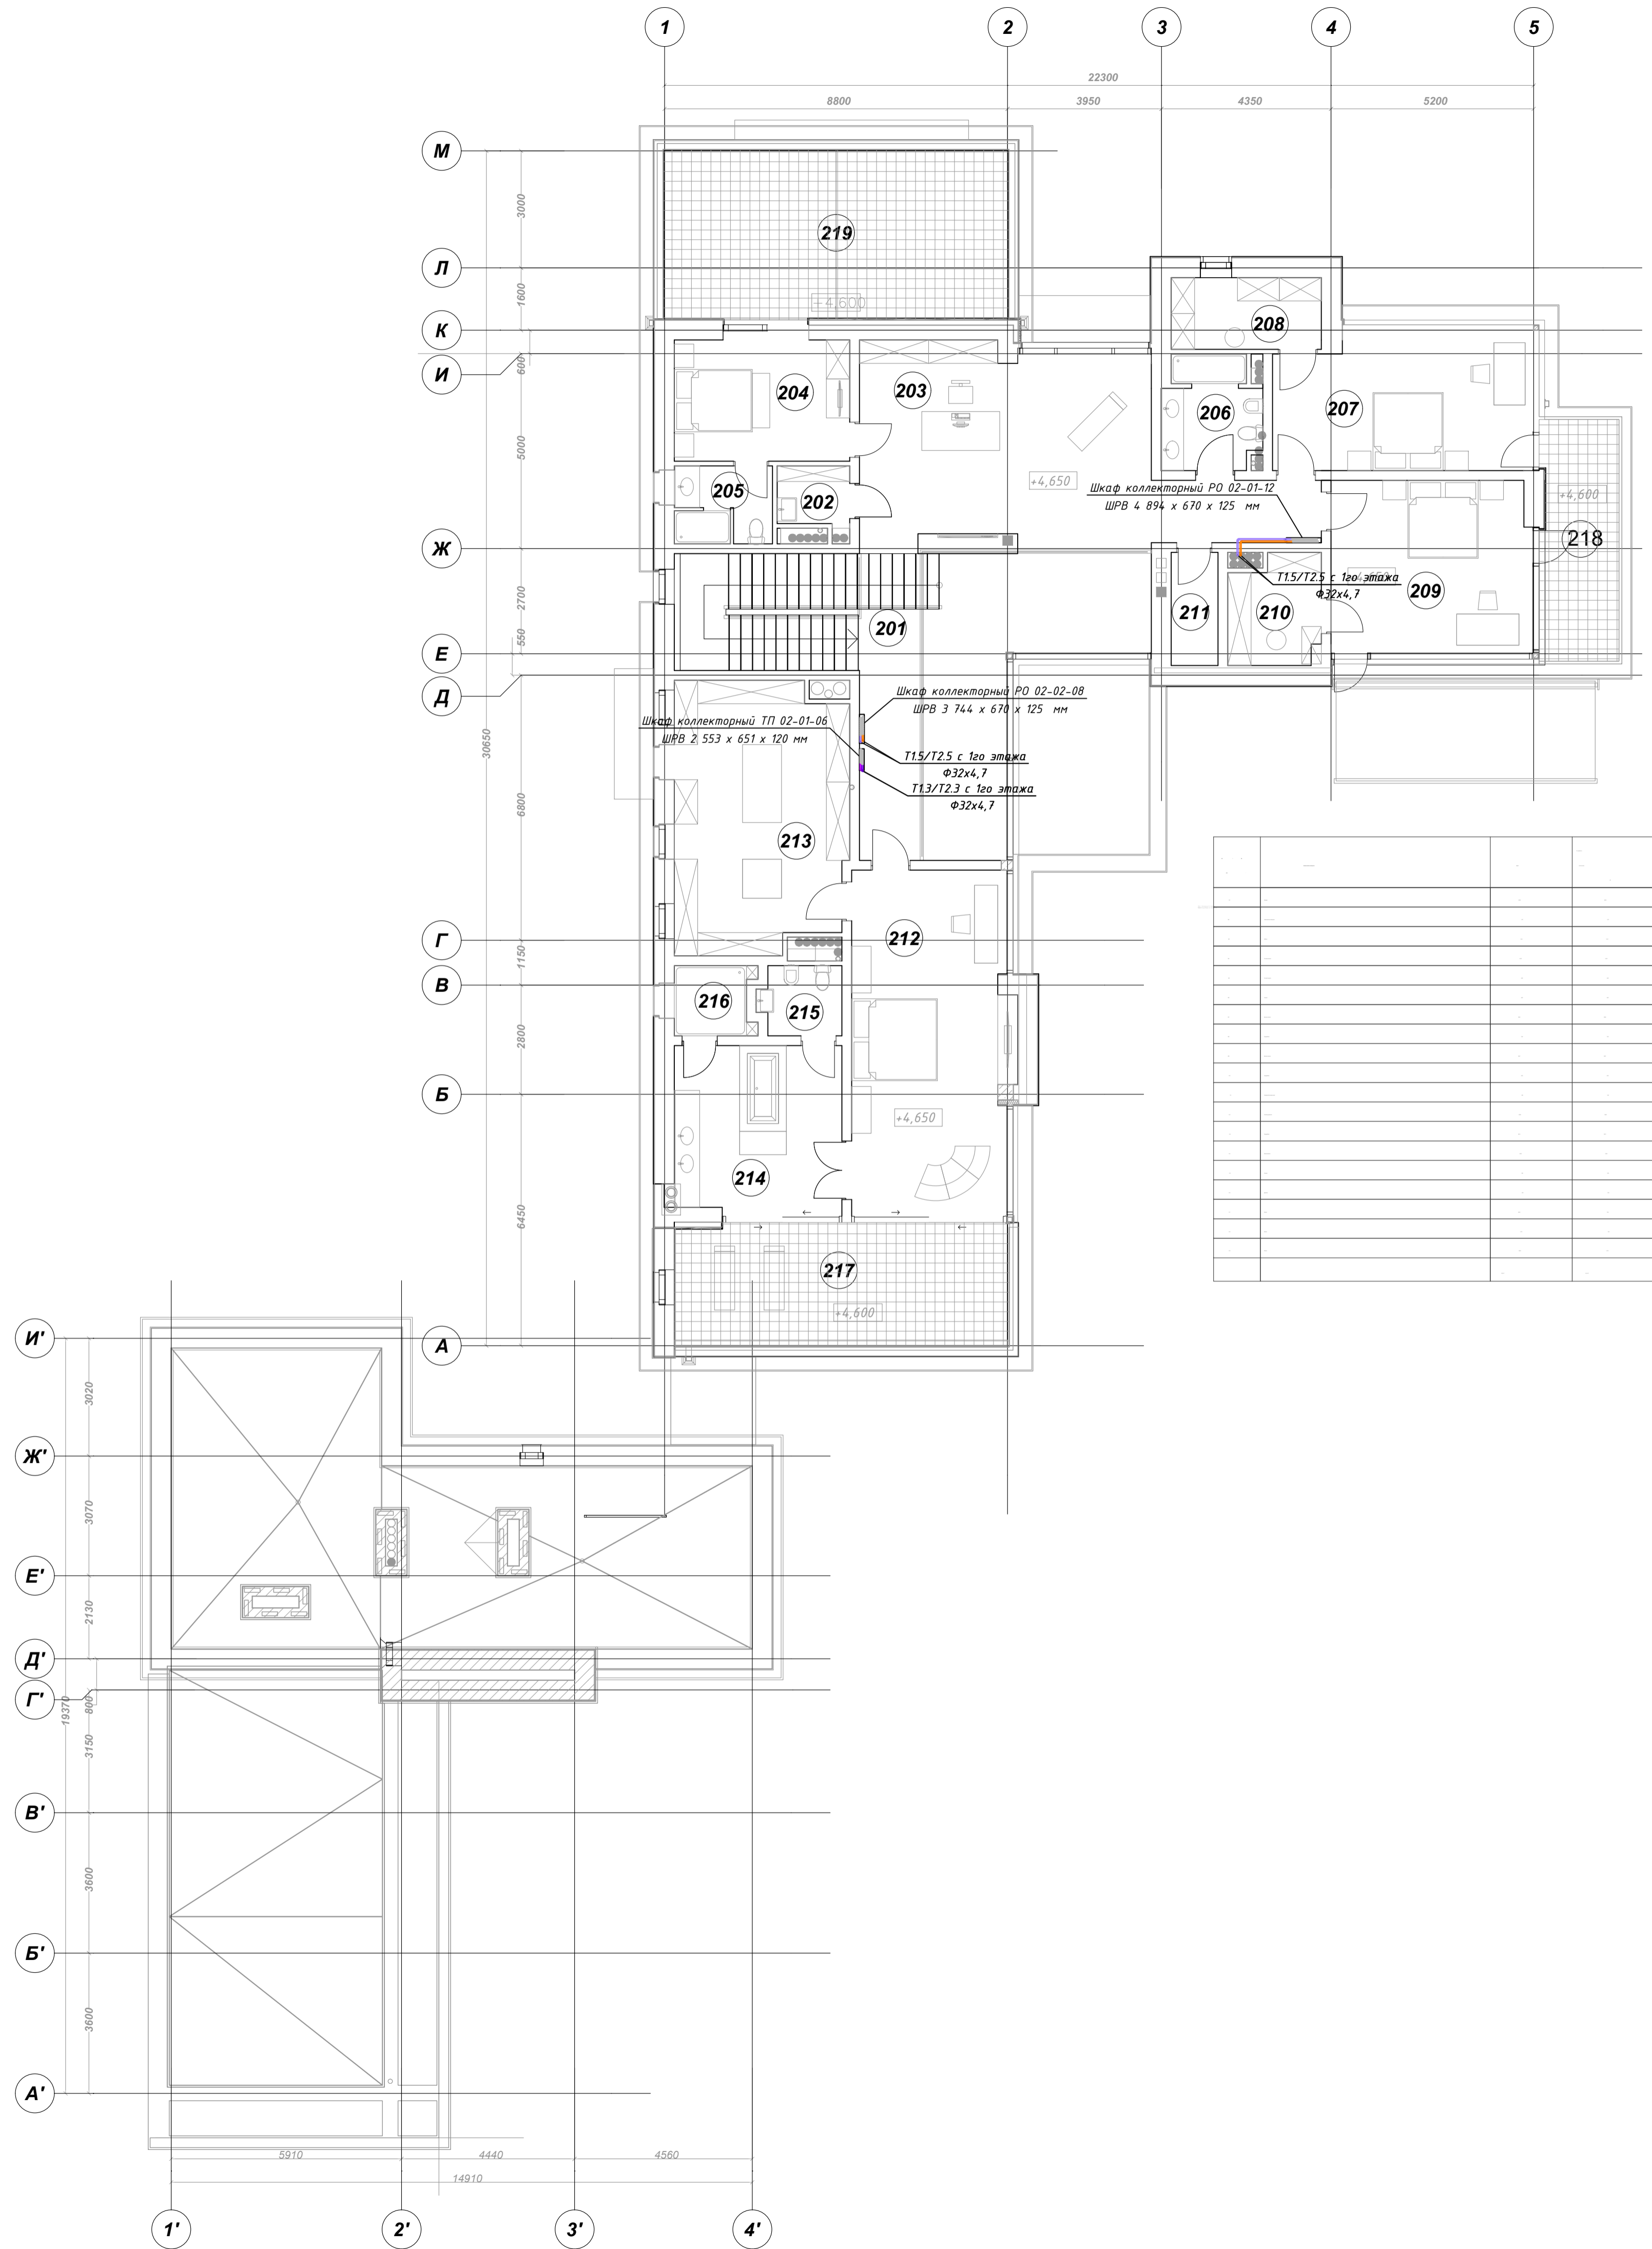 1 2 3 4 5
22300
8800 3950 4350 5200
М
3000
219
Л
1600
-4,600
208
К
И
600
204
203
206
207
5000
+4,650
Шкаф коллекторный РО 02-01-12
ШРВ 4 894 x 670 x 125 мм
205
202
+4,600
218
Ж
Т1.5/Т2.5 с 1го этажа
Ф32х4,7
209
2700
201
211
210
550
Е
Д
Шкаф коллекторный РО 02-02-08
ШРВ 3 744 x 670 x 125 мм
Шкаф коллекторный ТП 02-01-06
ШРВ 2 553 x 651 x 120 мм
30650
Т1.5/Т2.5 с 1го этажа
Ф32х4,7
Т1.3/Т2.3 с 1го этажа
Ф32х4,7
6800
213
Г
212
1150
В
216
215
2800
Б
+4,650
214
6450
217
+4,600
И'
А
3020
Ж'
3070
Е'
2130
Д'
Г'
19370
800
3150
В'
3600
Б'
3600
А'
5910 4440 4560
14910
1' 2' 3' 4'